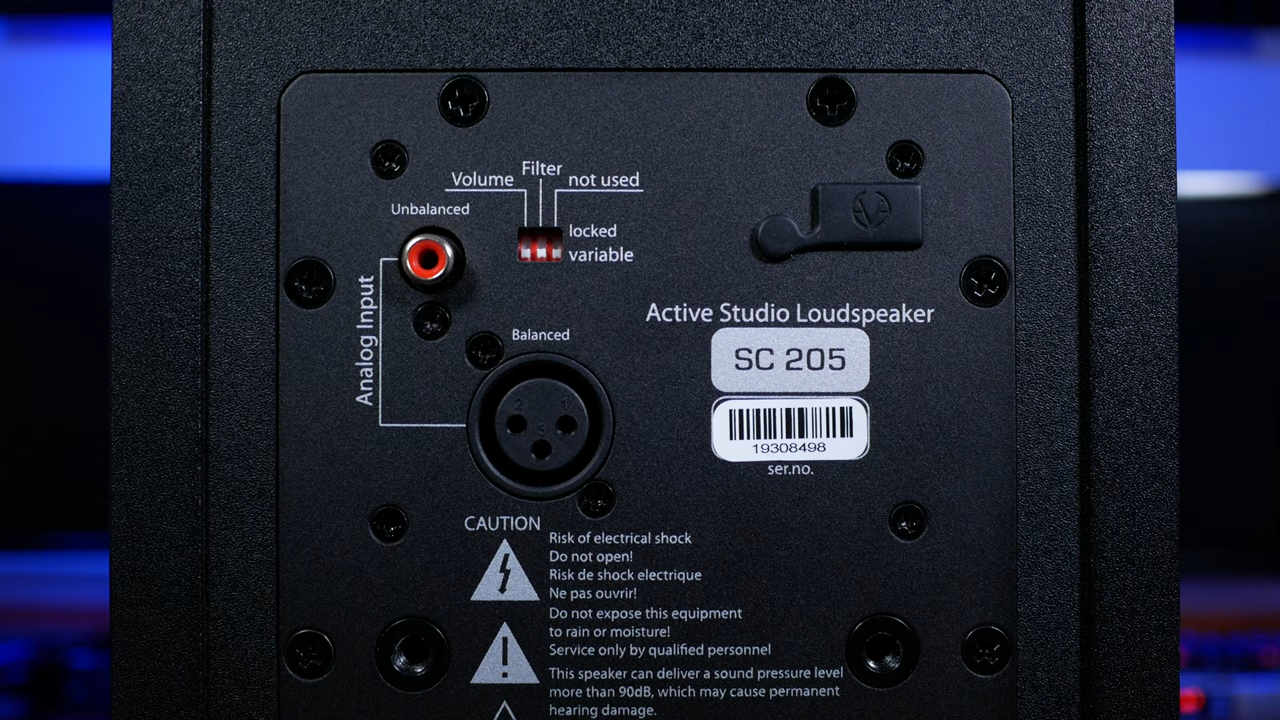 Filter
Volume
not used
Unbalanced
locked
variable
Analog Input
Balanced
2 1
3
Active Studio Loudspeaker
SC 205
19308498
ser.no.
CAUTION
Risk of electrical shock
Do not open!
Risk de shock electrique
Ne pas ouvrir!
Do not expose this equipment
to rain or moisture!
Service only by qualified personnel
This speaker can deliver a sound pressure level
more than 90dB, which may cause permanent
hearing damage.